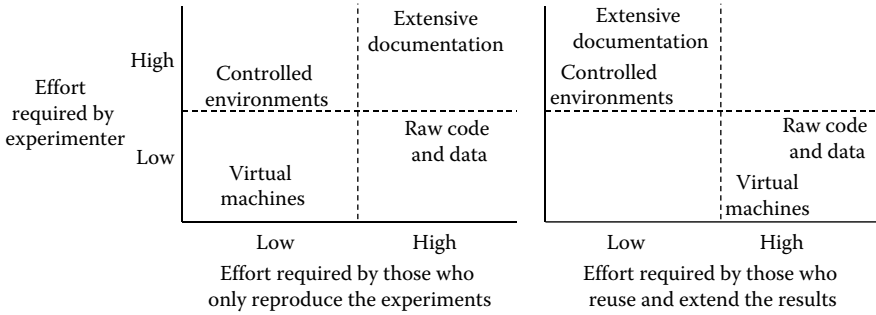 Effort
required by
experimenter
High
Low
Extensive
documentation
Controlled
environments
Raw code
and data
Virtual
machines
Low
High
Effort required by those who
only reproduce the experiments
Extensive
documentation
Controlled
environments
Raw code
and data
Virtual
machines
Low
High
Effort required by those who
reuse and extend the results